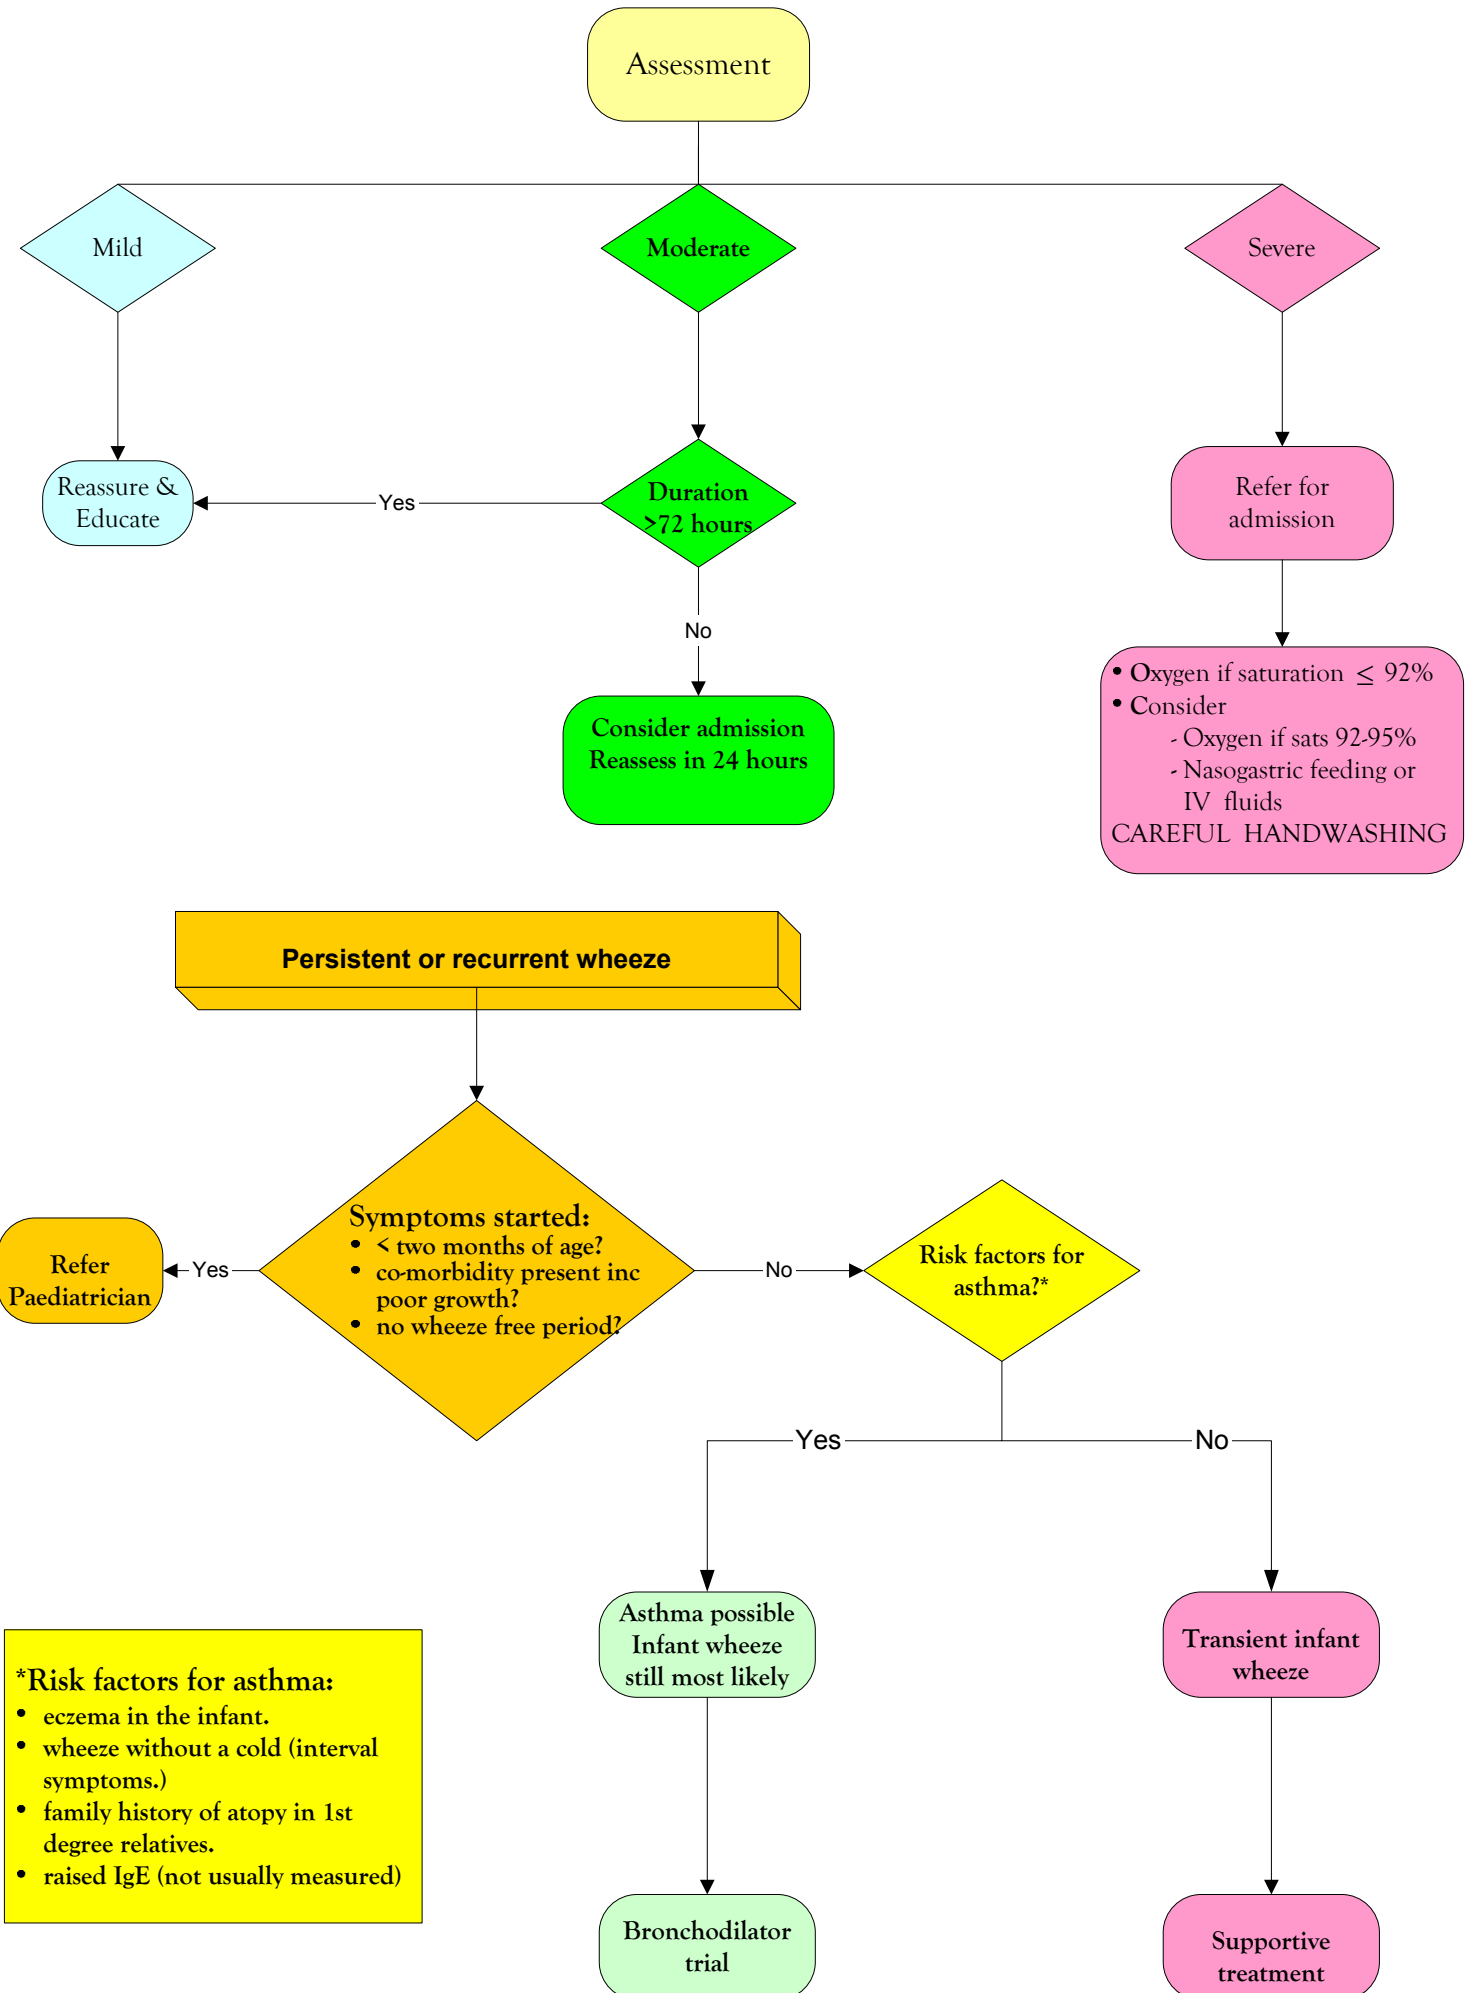 Assessment
Mild
Moderate
Severe
Reassure &
Educate
Yes
Duration
>72 hours
Refer for
admission
No
Consider admission
Reassess in 24 hours
• Oxygen if saturation ≤ 92%
• Consider
- Oxygen if sats 92-95%
- Nasogastric feeding or
IV fluids
CAREFUL HANDWASHING
Persistent or recurrent wheeze
Symptoms started:
• < two months of age?
• co-morbidity present inc
poor growth?
• no wheeze free period?
Yes
Refer
Paediatrician
No
Risk factors for
asthma?*
Yes
No
Asthma possible
Infant wheeze
still most likely
Transient infant
wheeze
*Risk factors for asthma:
• eczema in the infant.
• wheeze without a cold (interval
symptoms.)
• family history of atopy in 1st
degree relatives.
• raised IgE (not usually measured)
Bronchodilator
trial
Supportive
treatment